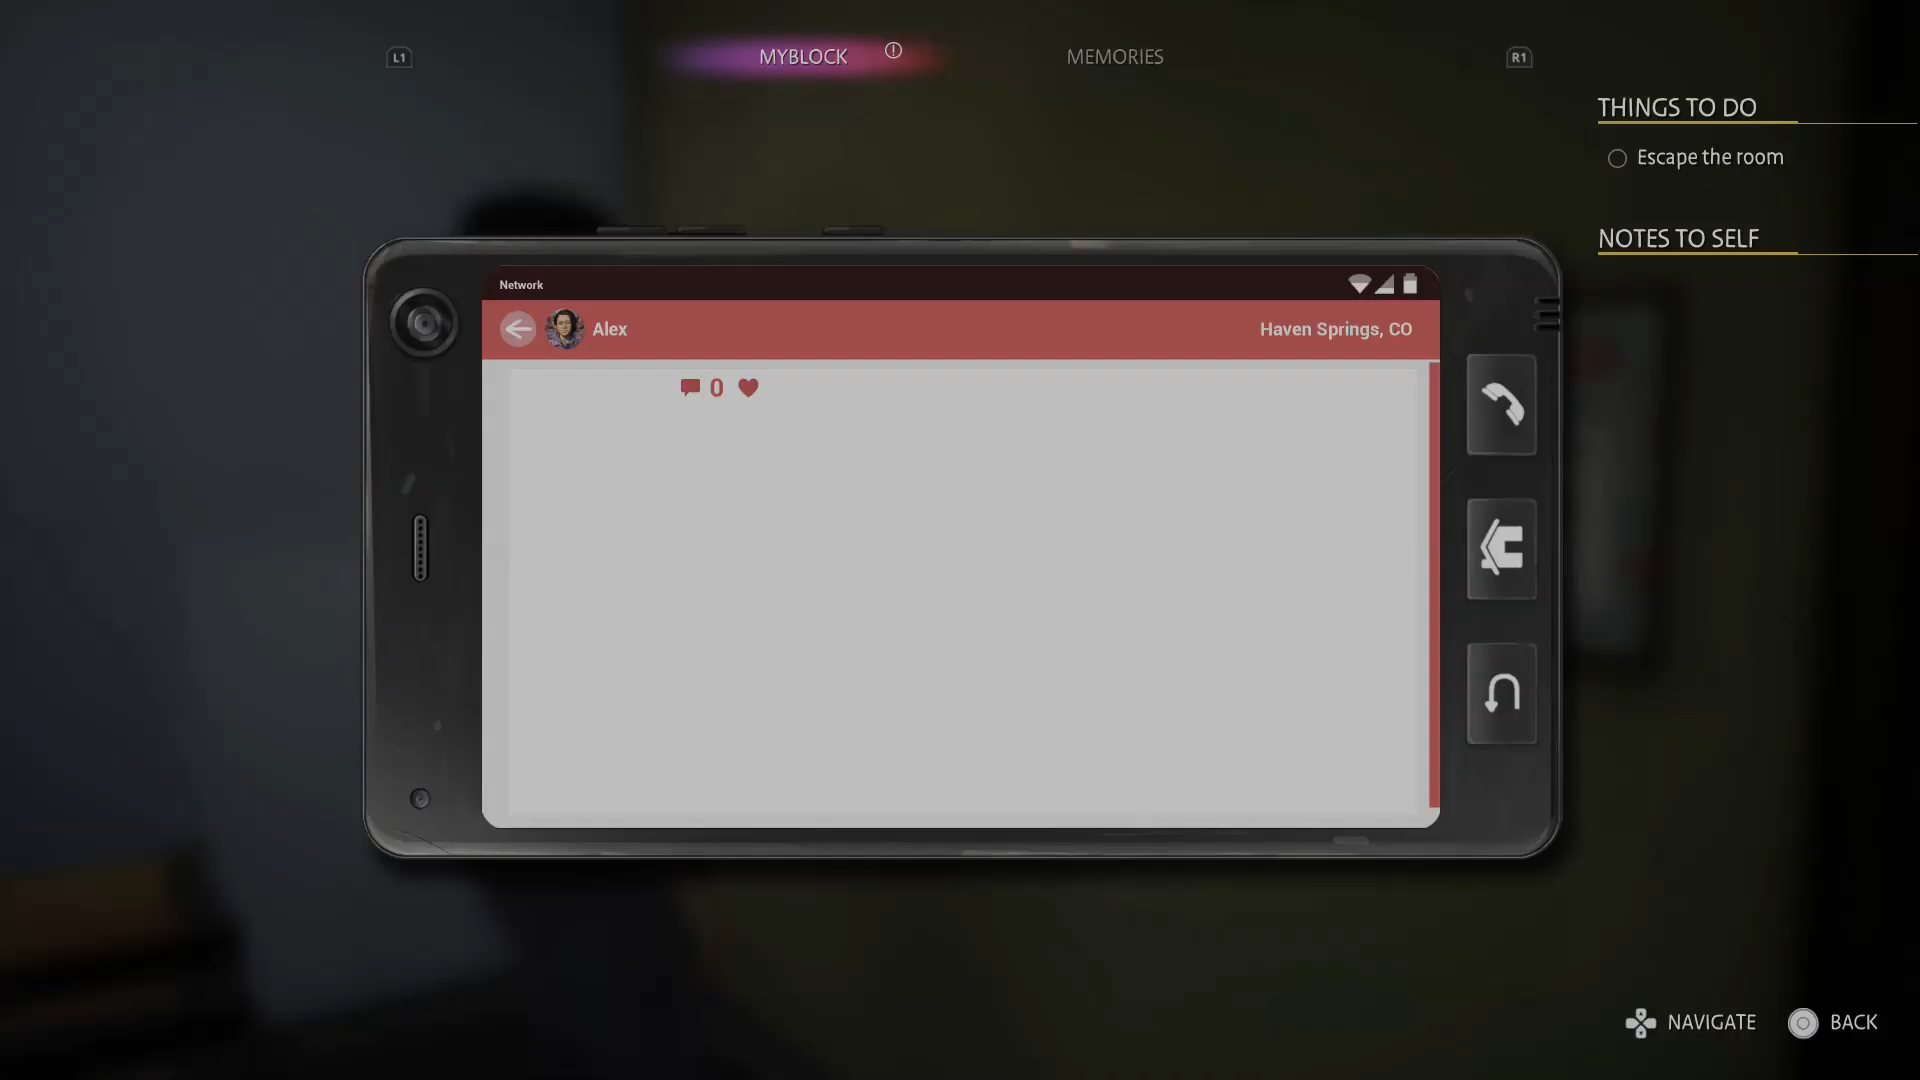 L1
MYBLOCK
MEMORIES
R1
THINGS TO DO
Escape the room
NOTES TO SELF
Network
Alex
Haven Springs, CO
0
NAVIGATE
BACK